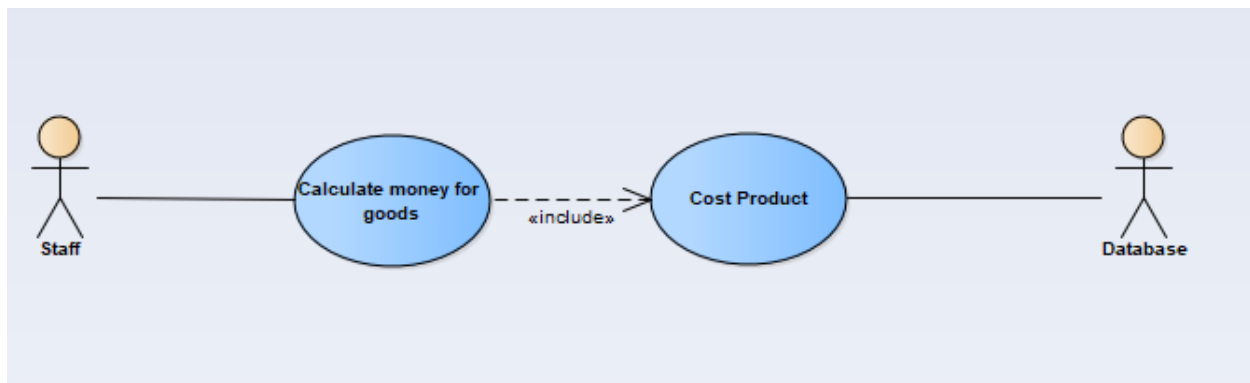 Staff
Calculate money for
goods
«include»
Cost Product
Database